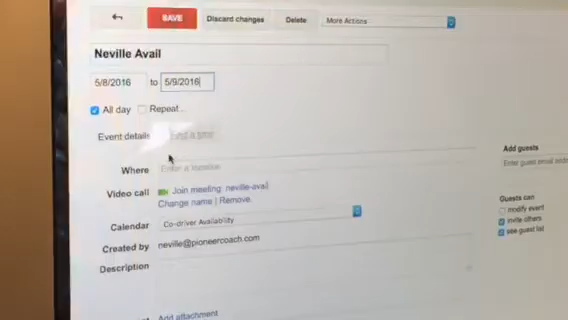 SAVE Discard changes Delete More Actions
Neville Avail
5/8/2016 to 5/9/2016
All day Repeat...
Event details Find a time
Add guests
Where Enter a location Enter guest email
Video call Join meeting: neville-avail
Change name | Remove
Guests can
modify event
Calendar Co-driver Availability invite others
see guest list
Created by neville@pioneercoach.com
Description
Add attachment